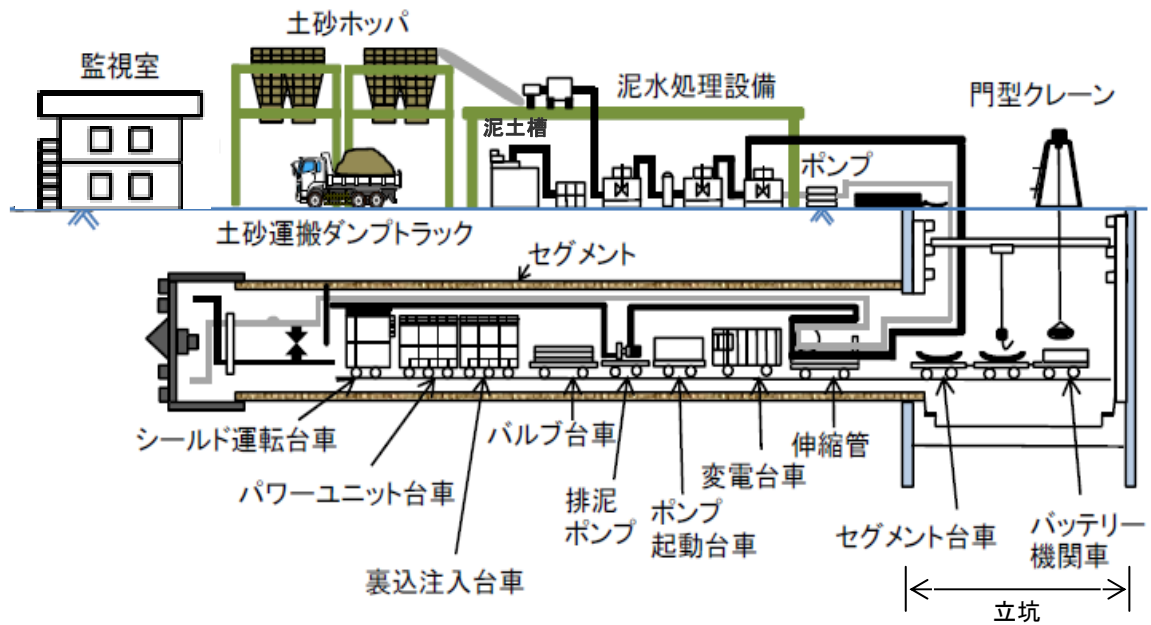 土砂ホッパ
監視室
泥水処理設備
門型クレーン
泥土槽
ポンプ
土砂運搬ダンプトラック
セグメント
シールド運転台車
バルブ台車
伸縮管
パワーユニット台車
変電台車
排泥
ポンプ
ポンプ
起動台車
セグメント台車
バッテリー
機関車
裏込注入台車
立坑